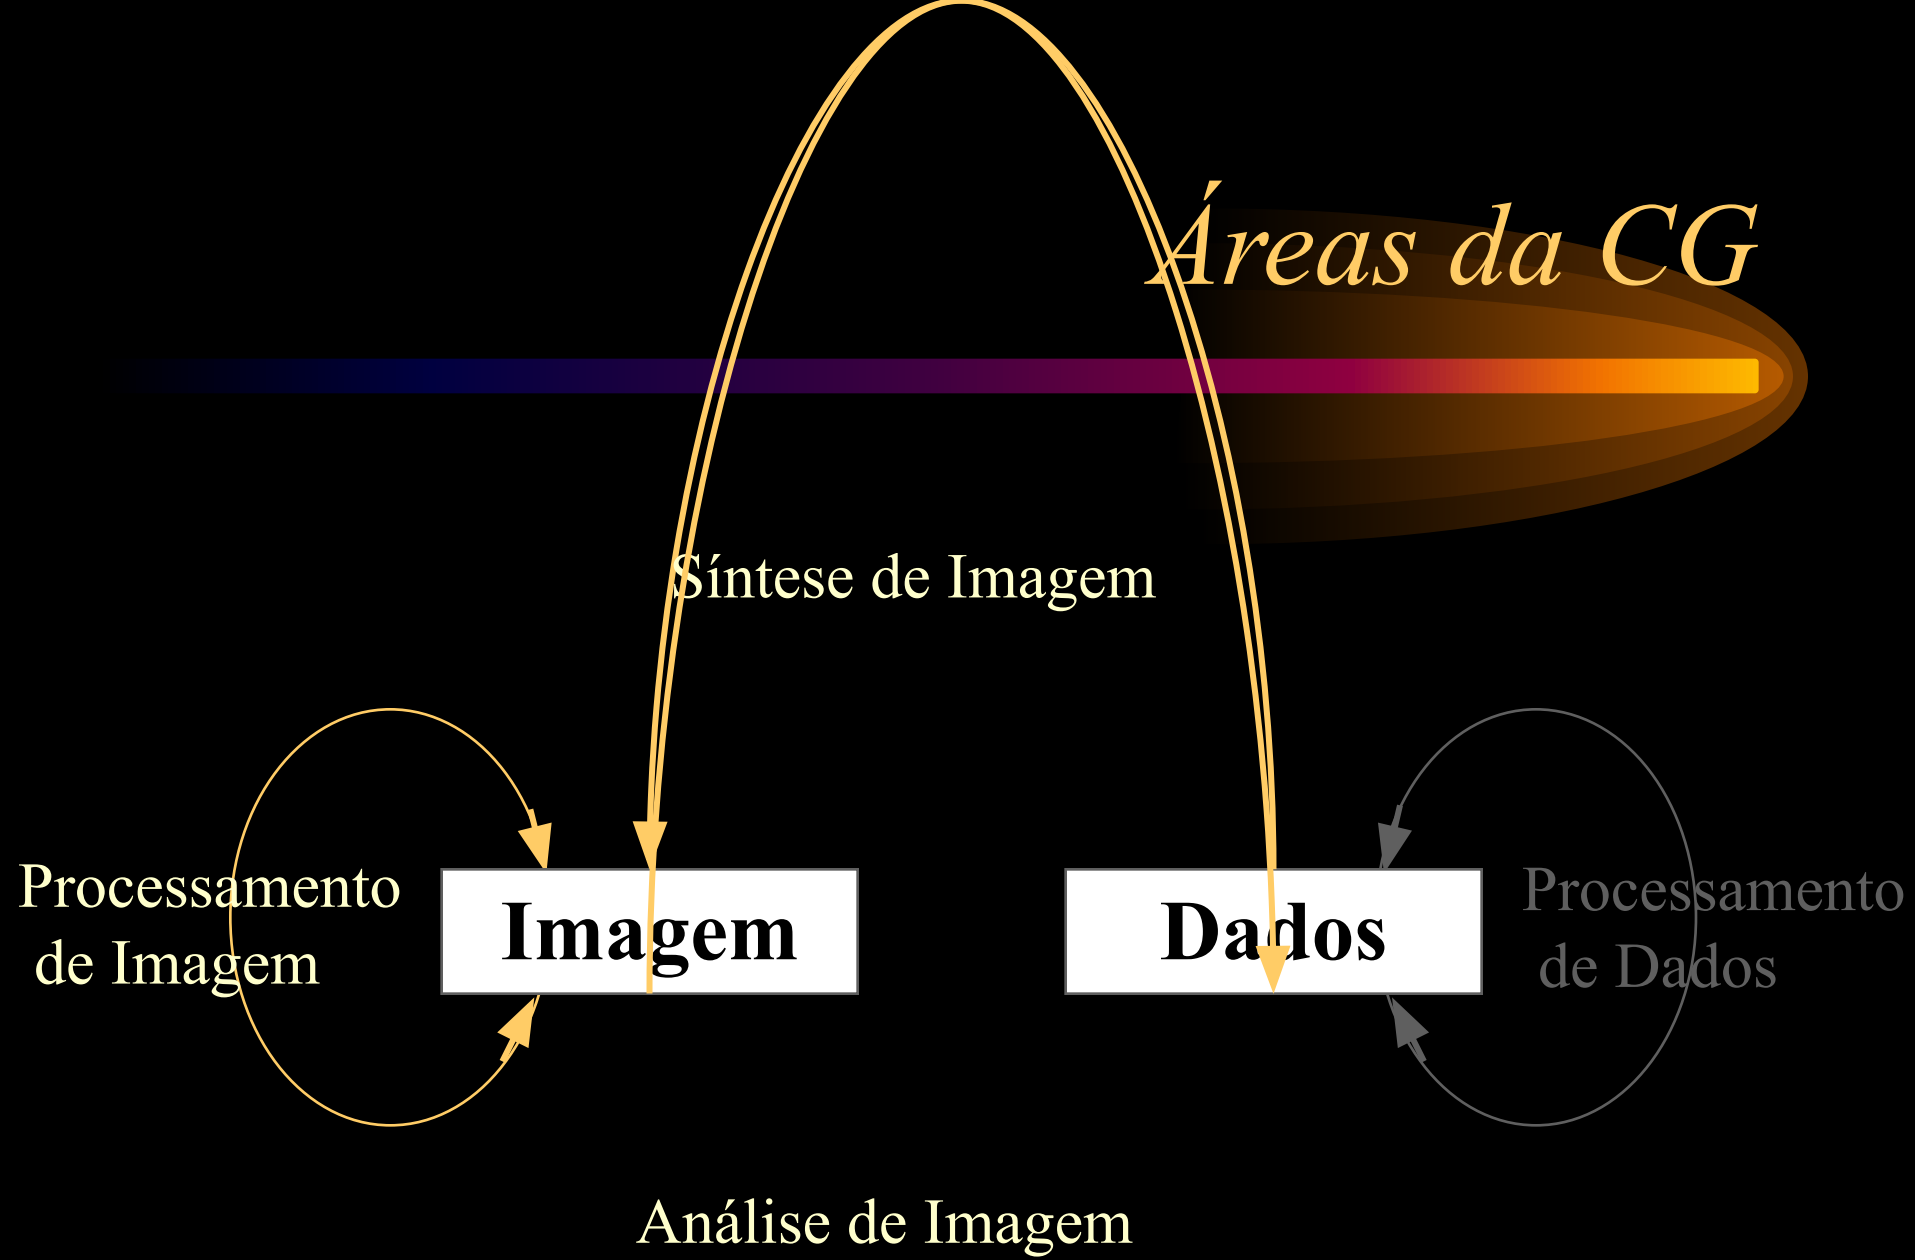 Áreas da CG
Síntese de Imagem
Processamento
de Imagem
Imagem
Dados
Processamento
de Dados
Análise de Imagem